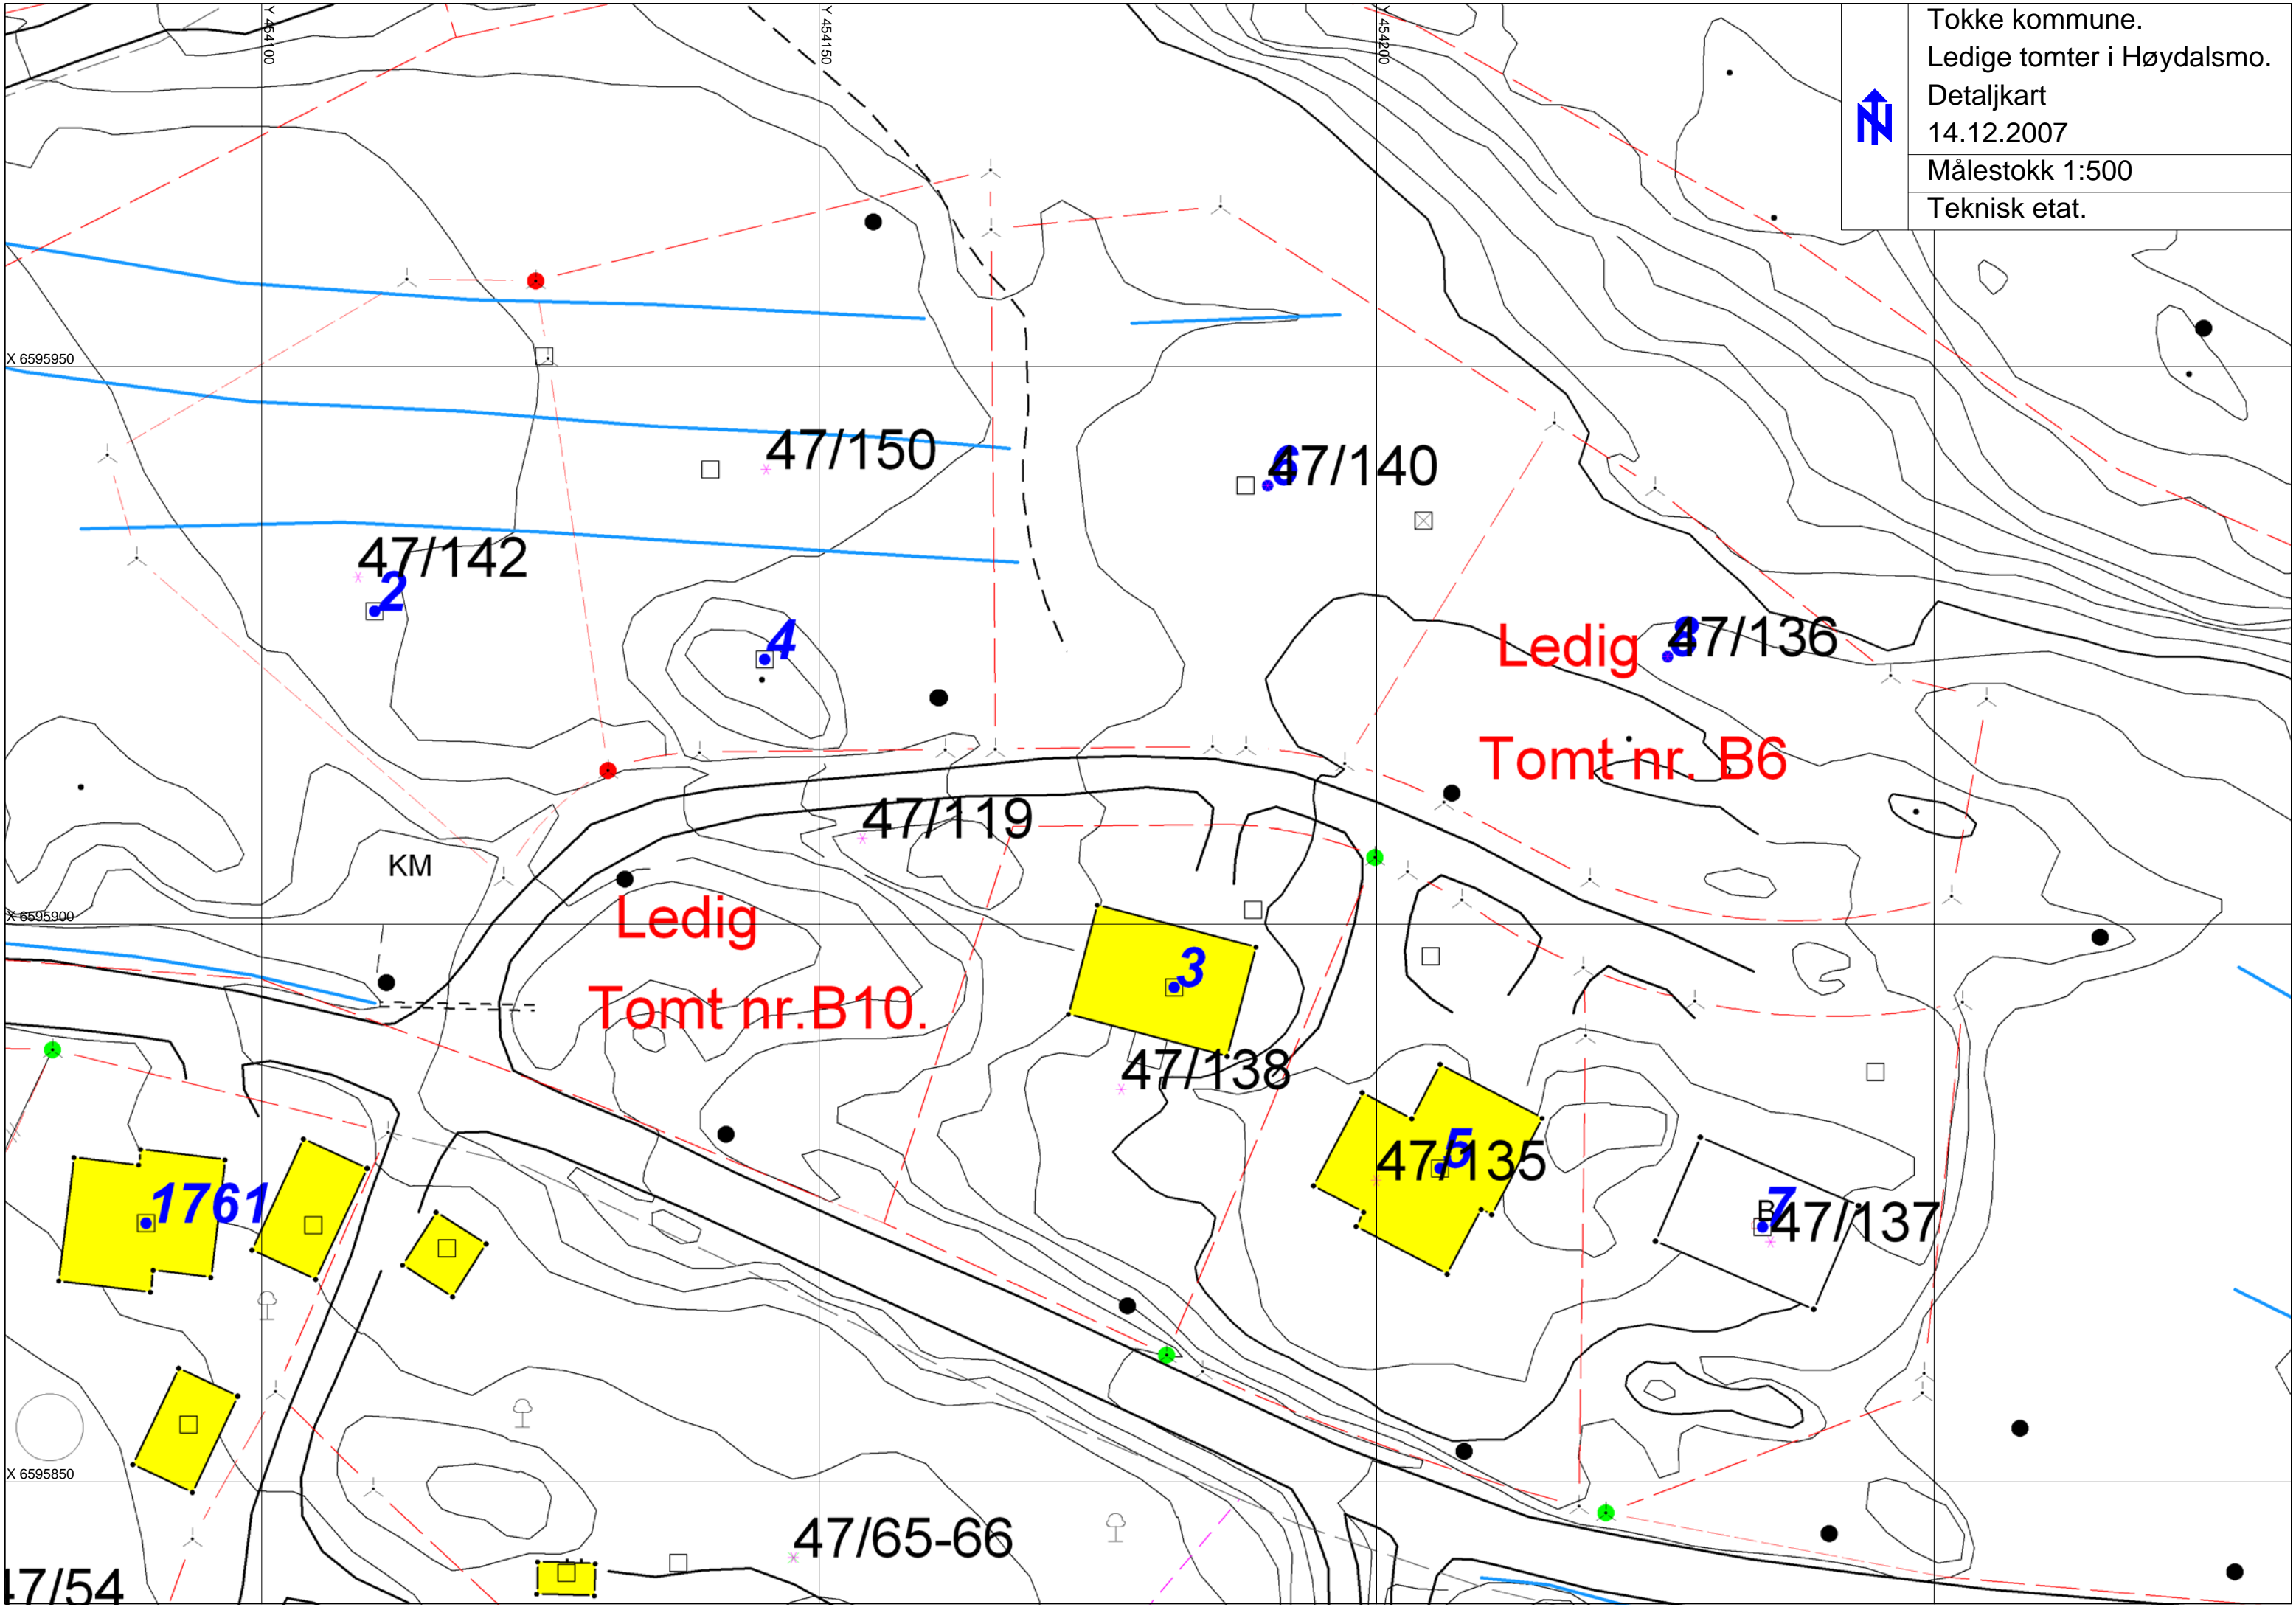 Y 454100
Y 454150
Y 454200
Tokke kommune.
Ledige tomter i Høydalsmo.
Detaljkart
14.12.2007
Målestokk 1:500
Teknisk etat.
N
X 6595950
47/150
6
47/140
47/142
2
4
Ledig
8
47/136
Tomt nr. B6
47/119
KM
X 6595900
Ledig
3
Tomt nr.B10.
47/138
5
47/135
1761
7
B
47/137
X 6595850
47/65-66
47/54